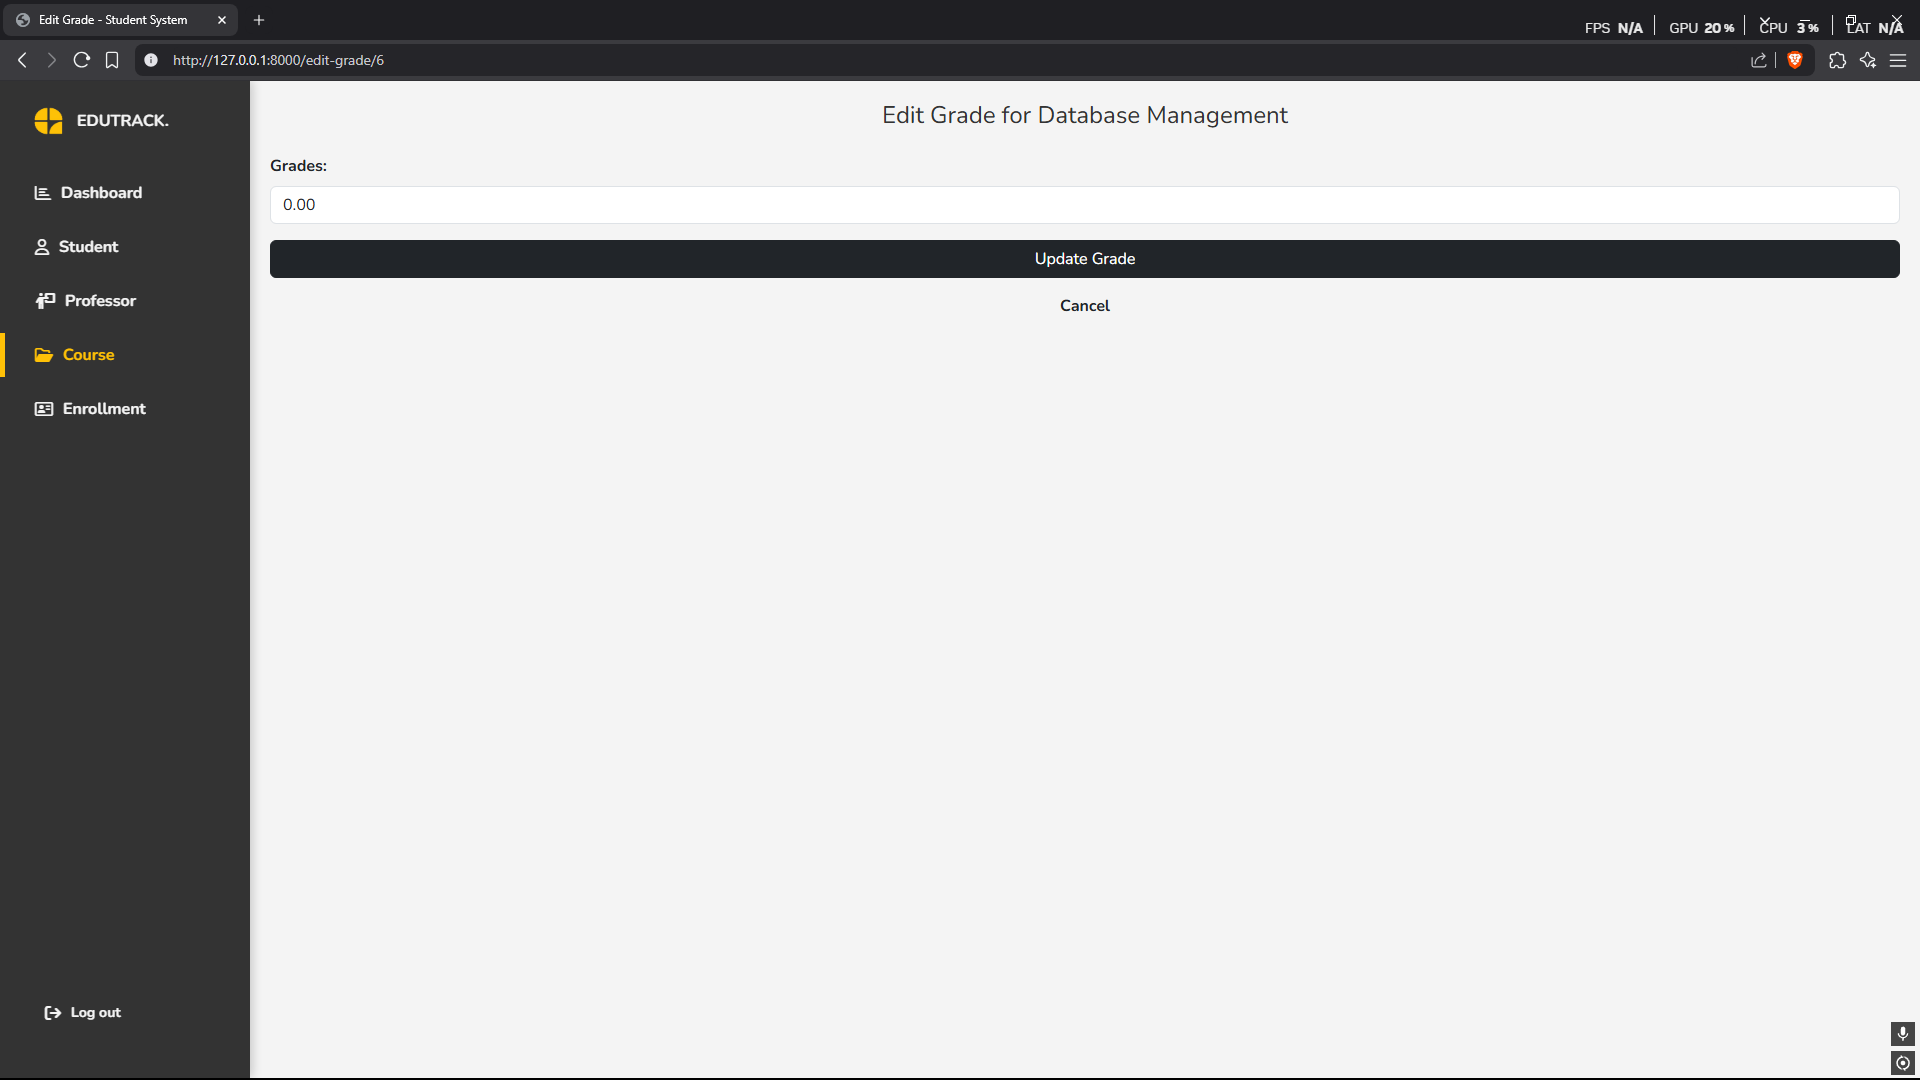 Edit Grade - Student System
FPS N/A GPU 20 % CPU 3 % LAT N/A
http://127.0.0.1:8000/edit-grade/6
EDUTRACK.
Dashboard
Student
Professor
Course
Enrollment
Log out
Edit Grade for Database Management
Grades:
0.00
Update Grade
Cancel